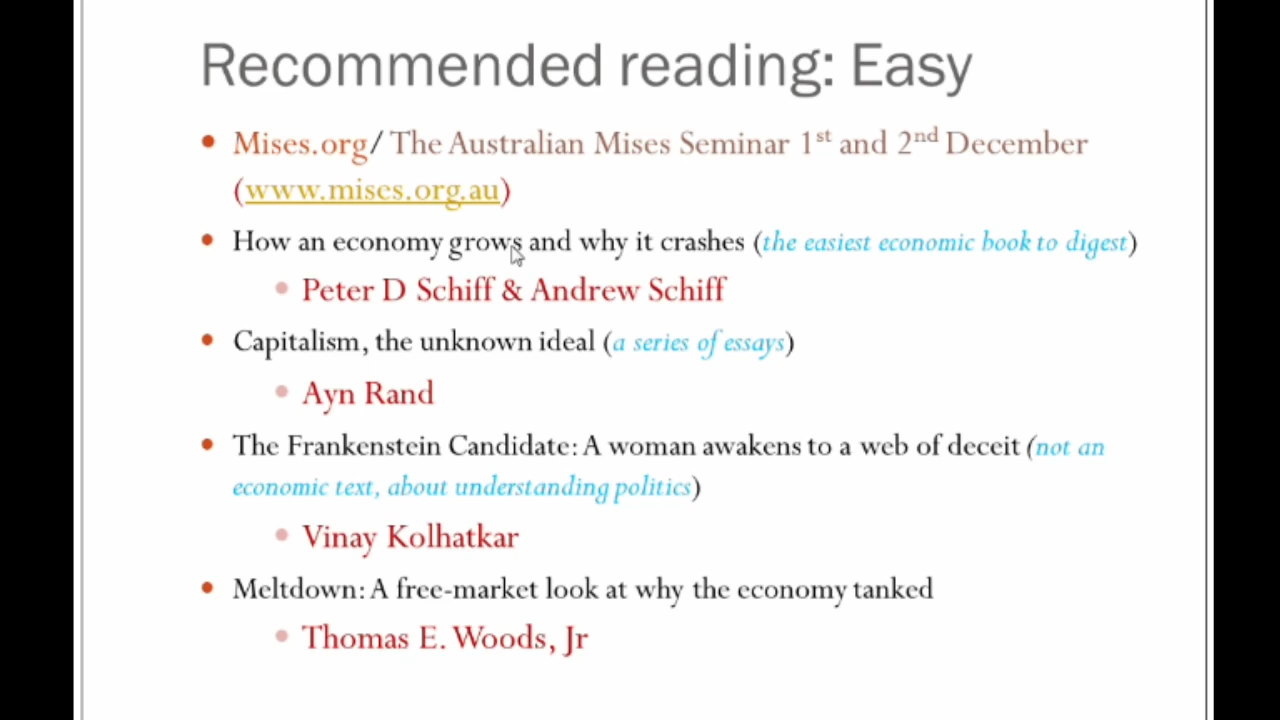 Recommended reading: Easy
• Mises.org/ The Australian Mises Seminar 1st and 2nd December
(www.mises.org.au)
• How an economy grows and why it crashes (the easiest economic book to digest)
• Peter D Schiff & Andrew Schiff
• Capitalism, the unknown ideal (a series of essays)
• Ayn Rand
• The Frankenstein Candidate: A woman awakens to a web of deceit (not an
economic text, about understanding politics)
• Vinay Kolhatkar
• Meltdown: A free-market look at why the economy tanked
• Thomas E. Woods, Jr